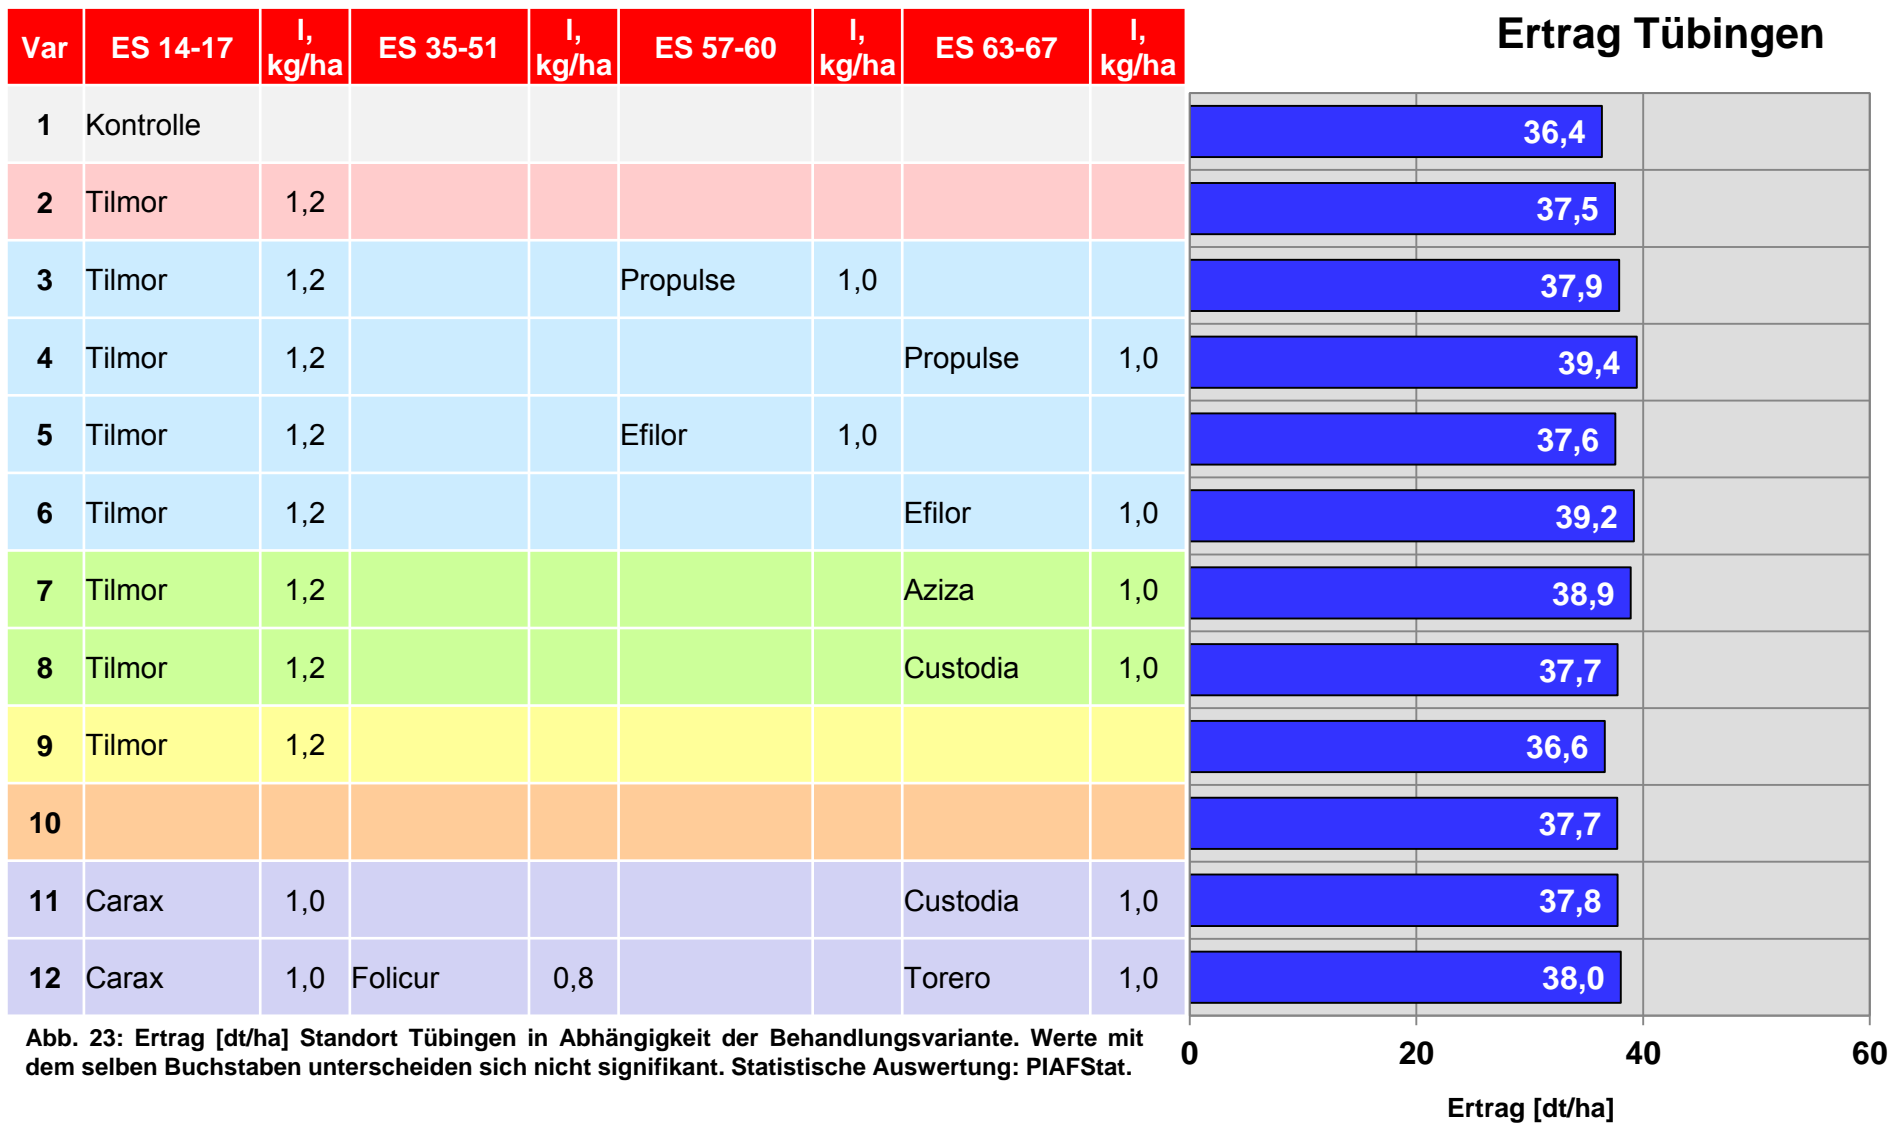 Ertrag Tübingen
Var ES 14-17 l, kg/ha ES 35-51 l, kg/ha ES 57-60 l, kg/ha ES 63-67 l, kg/ha
1 Kontrolle 36,4
2 Tilmor 1,2 37,5
3 Tilmor 1,2 Propulse 1,0 37,9
4 Tilmor 1,2 Propulse 1,0 39,4
5 Tilmor 1,2 Efilor 1,0 37,6
6 Tilmor 1,2 Efilor 1,0 39,2
7 Tilmor 1,2 Aziza 1,0 38,9
8 Tilmor 1,2 Custodia 1,0 37,7
9 Tilmor 1,2 36,6
10 37,7
11 Carax 1,0 Custodia 1,0 37,8
12 Carax 1,0 Folicur 0,8 Torero 1,0 38,0
Abb. 23: Ertrag [dt/ha] Standort Tübingen in Abhängigkeit der Behandlungsvariante. Werte mit
dem selben Buchstaben unterscheiden sich nicht signifikant. Statistische Auswertung: PIAFStat.
0 20 40 60
Ertrag [dt/ha]